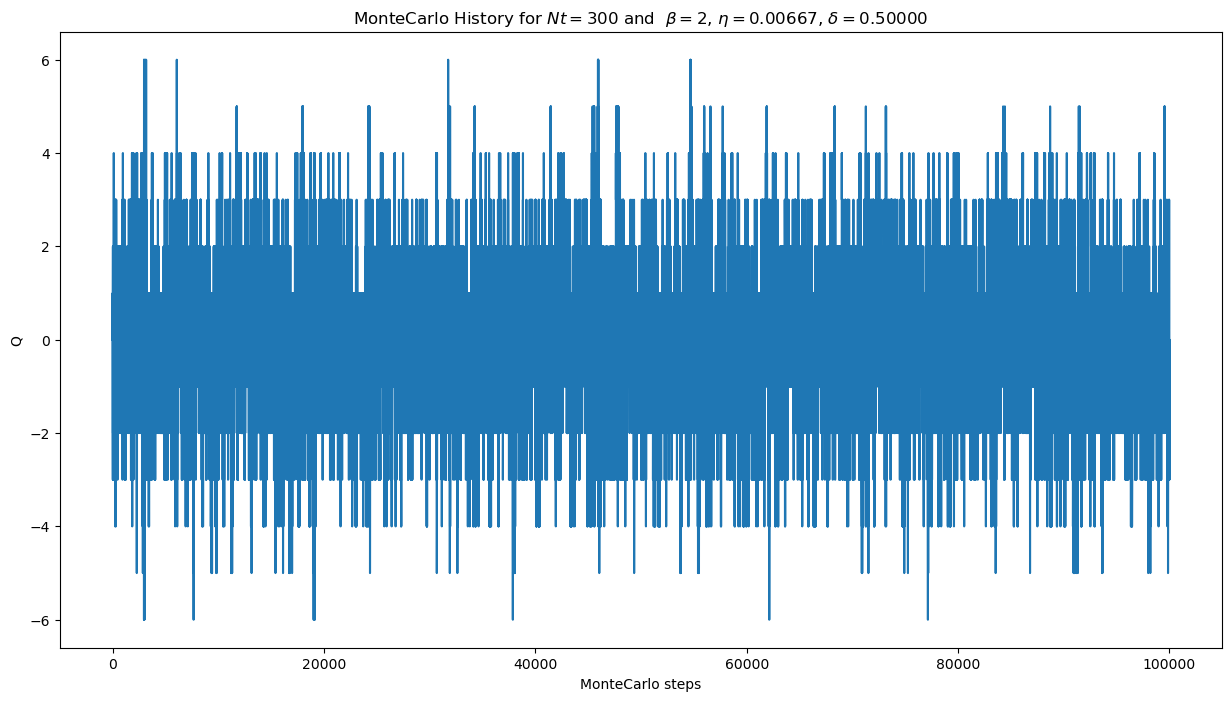 MonteCarlo History for Nt = 300 and β = 2, η = 0.00667, δ = 0.50000
6
4
2
0
−2
−4
−6
Q
0 20000 40000 60000 80000 100000
MonteCarlo steps